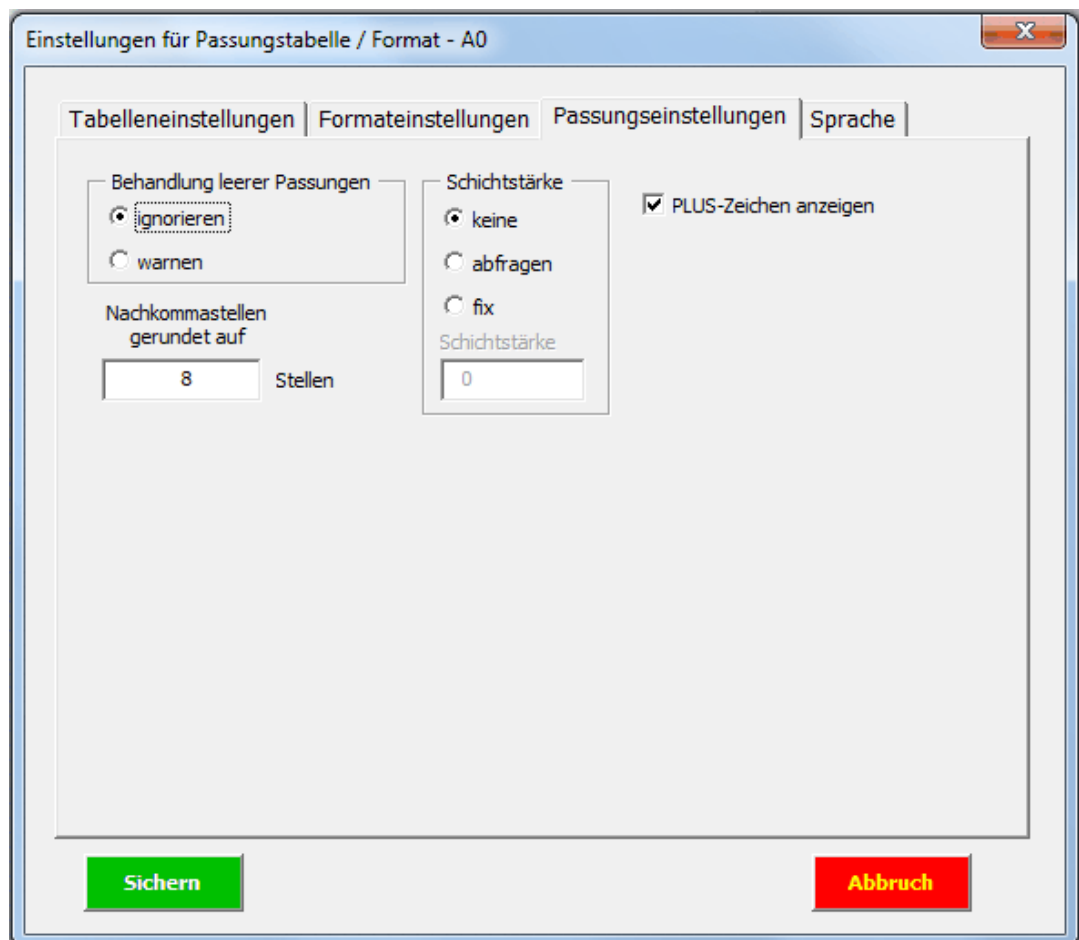 Einstellungen für Passungstabelle / Format - A0
X
Tabelleneinstellungen
Formateinstellungen
Passungseinstellungen
Sprache
Behandlung leerer Passungen
ignorieren
warnen
Nachkommastellen
gerundet auf
8
Stellen
Schichtstärke
keine
abfragen
fix
Schichtstärke
0
PLUS-Zeichen anzeigen
Sichern
Abbruch